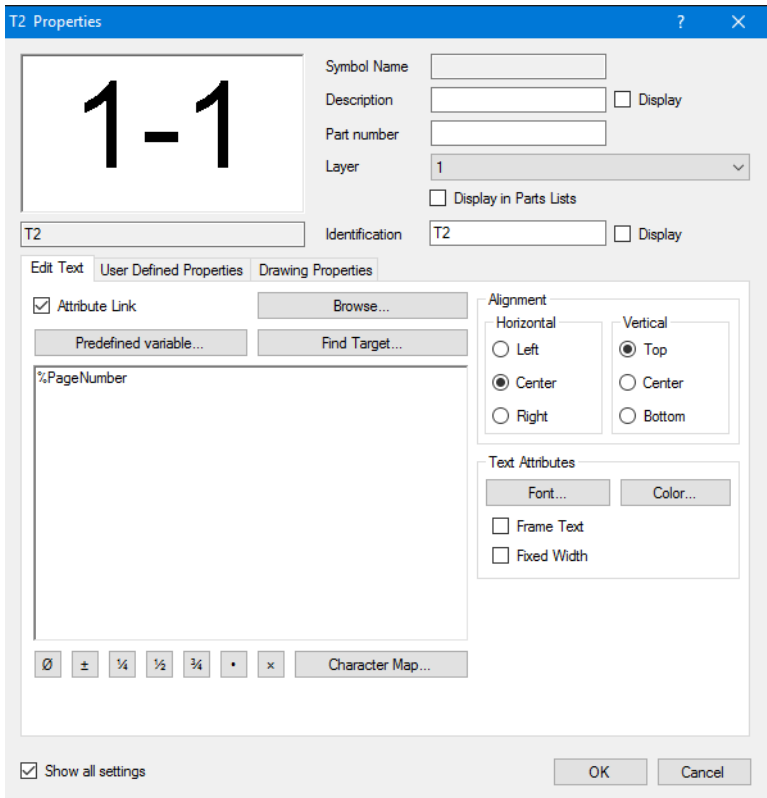 T2 Properties
?
1-1
Symbol Name
Description
Display
Part number
Layer
1
Display in Parts Lists
T2
Identification
T2
Display
Edit Text
User Defined Properties
Drawing Properties
Attribute Link
Browse...
Predefined variable...
Find Target...
%PageNumber
Alignment
Horizontal
Vertical
Left
Top
Center
Center
Right
Bottom
Text Attributes
Font...
Color...
Frame Text
Fixed Width
Ø
±
¼
½
¾
•
×
Character Map...
Show all settings
OK
Cancel